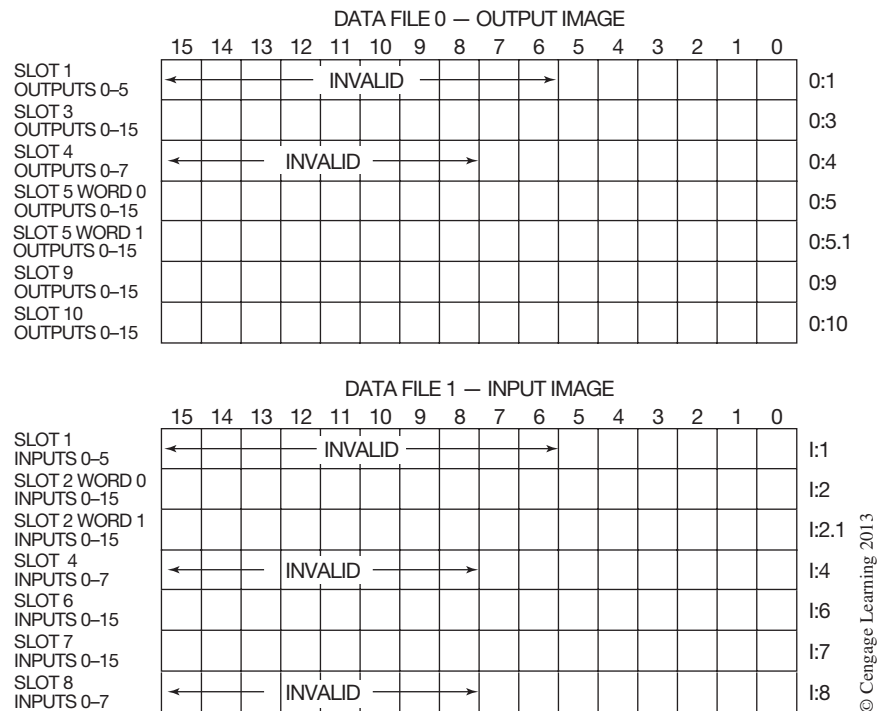 DATA FILE 0 — OUTPUT IMAGE
15 14 13 12 11 10 9 8 7 6 5 4 3 2 1 0
SLOT 1
OUTPUTS 0–5
INVALID
0:1
SLOT 3
OUTPUTS 0–15
0:3
SLOT 4
OUTPUTS 0–7
INVALID
0:4
SLOT 5 WORD 0
OUTPUTS 0–15
0:5
SLOT 5 WORD 1
OUTPUTS 0–15
0:5.1
SLOT 9
OUTPUTS 0–15
0:9
SLOT 10
OUTPUTS 0–15
0:10
DATA FILE 1 — INPUT IMAGE
15 14 13 12 11 10 9 8 7 6 5 4 3 2 1 0
SLOT 1
INPUTS 0–5
INVALID
I:1
SLOT 2 WORD 0
INPUTS 0–15
I:2
SLOT 2 WORD 1
INPUTS 0–15
I:2.1
SLOT 4
INPUTS 0–7
INVALID
I:4
SLOT 6
INPUTS 0–15
I:6
SLOT 7
INPUTS 0–15
I:7
SLOT 8
INPUTS 0–7
INVALID
I:8
© Cengage Learning 2013